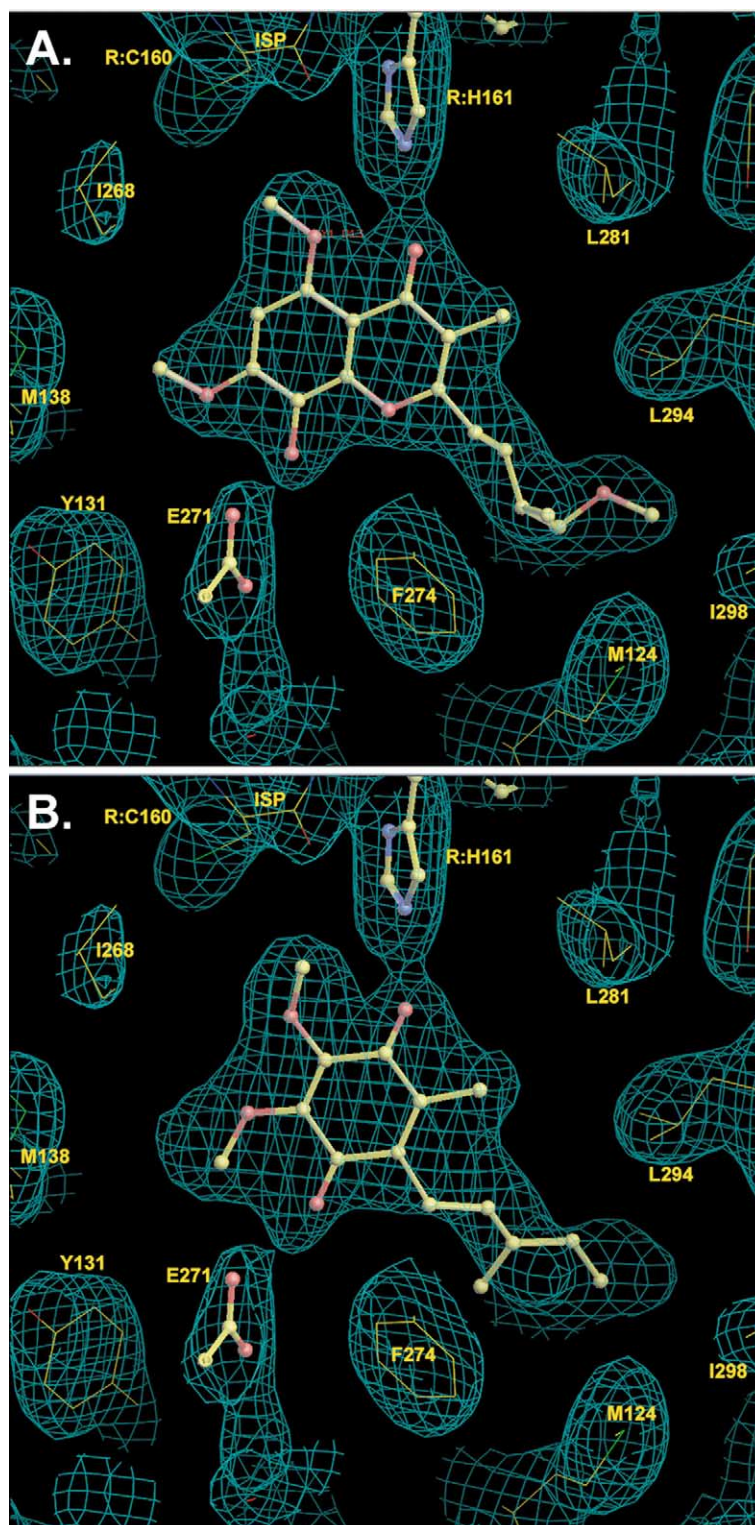 A.
ISP
R:C160
R:H161
I268
L281
M138
L294
Y131
E271
F274
I298
M124
B.
ISP
R:C160
R:H161
I268
L281
M138
L294
Y131
E271
F274
I298
M124